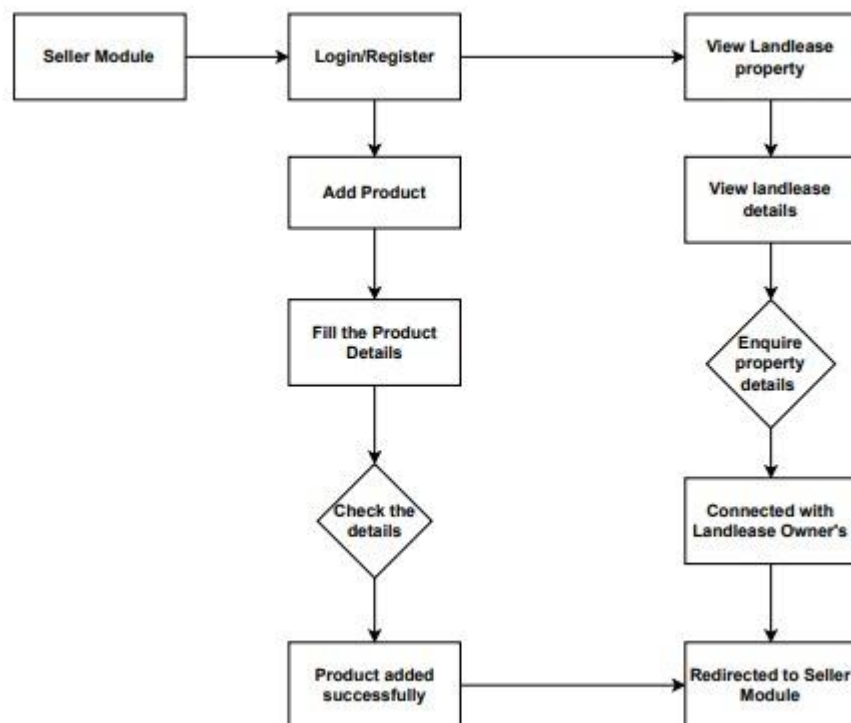 Seller Module
Login/Register
View Landlease
property
Add Product
View landlease
details
Fill the Product
Details
Enquire
property
details
Check the
details
Connected with
Landlease Owner's
Product added
successfully
Redirected to Seller
Module